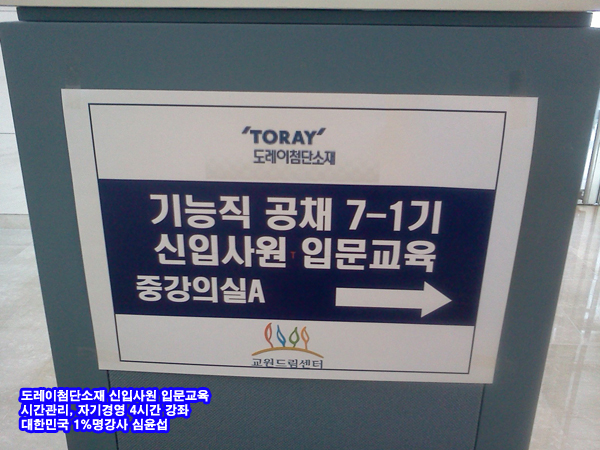 'TORAY'
도레이첨단소재
기능직 공채 7-1기
신입사원 입문교육
중강의실A
교원드림센터
도레이첨단소재 신입사원 입문교육
시간관리, 자기경영 4시간 강좌
대한민국 1%명강사 심윤섭